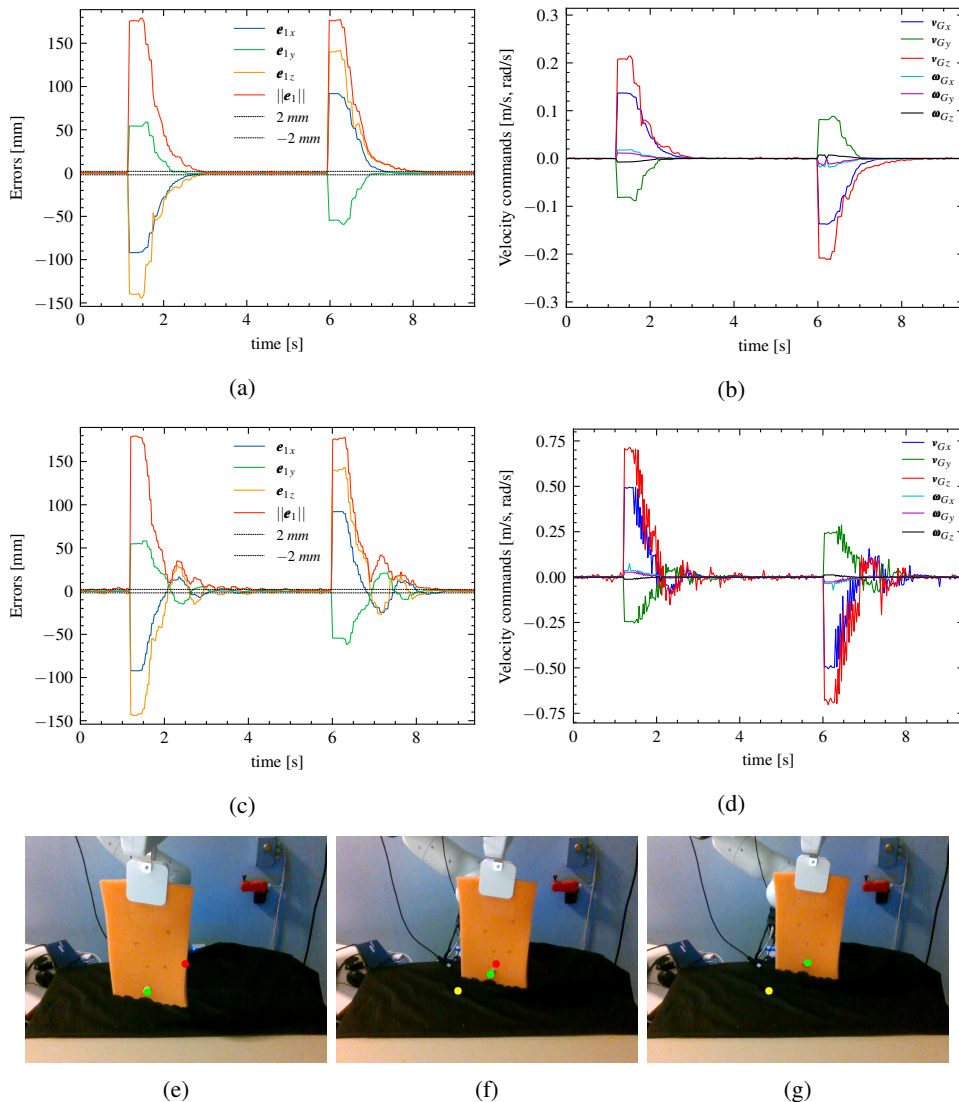 150
100
50
0
−50
−100
−150
Errors [mm]
0
2
4
6
8
time [s]
e1x
e1y
e1z
||e1||
2 mm
−2 mm
(a)
0.3
0.2
0.1
0.0
−0.1
−0.2
−0.3
Velocity commands [m/s, rad/s]
0
2
4
6
8
time [s]
vGx
vGy
vGz
ωGx
ωGy
ωGz
(b)
150
100
50
0
−50
−100
−150
Errors [mm]
0
2
4
6
8
time [s]
e1x
e1y
e1z
||e1||
2 mm
−2 mm
(c)
0.75
0.50
0.25
0.00
−0.25
−0.50
−0.75
Velocity commands [m/s, rad/s]
0
2
4
6
8
time [s]
vGx
vGy
vGz
ωGx
ωGy
ωGz
(d)
(e)
(f)
(g)